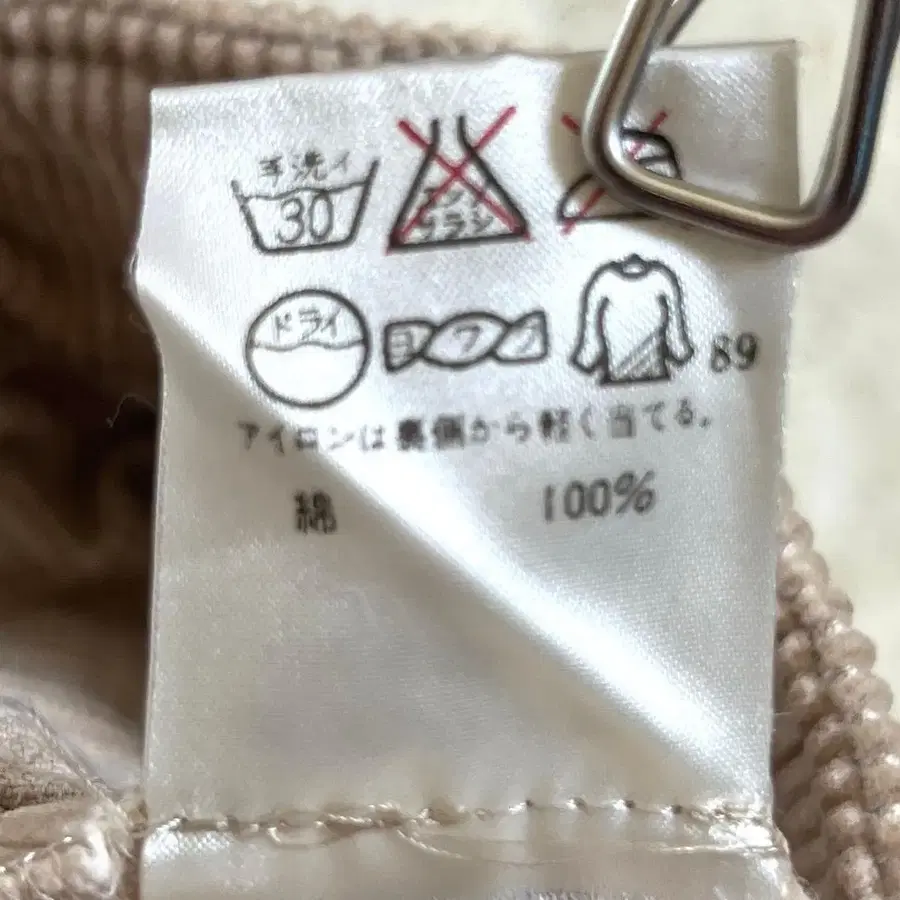 手洗イ
30
エンソ
サラシ
ドライ
ヨワク
89
アイロンは裏側から軽く当てる。
綿 100%